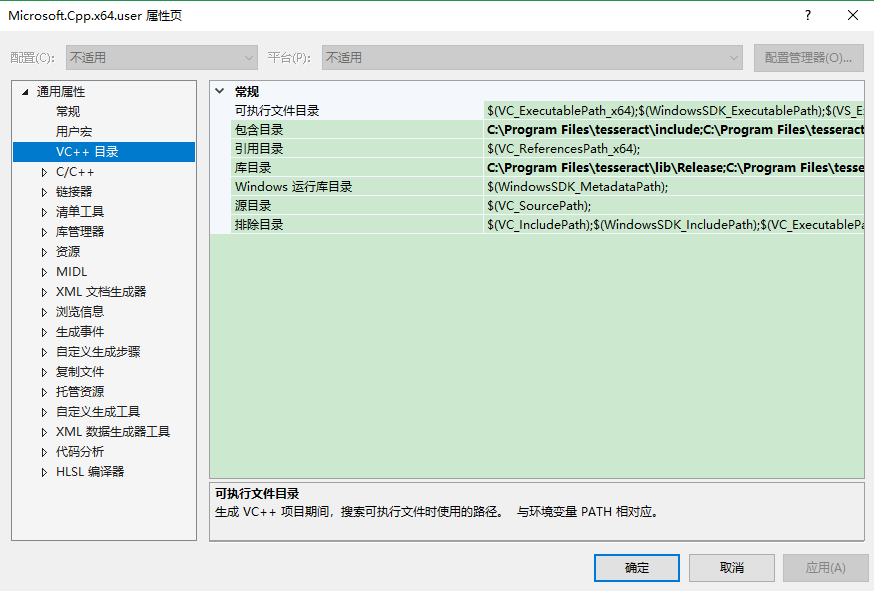 Microsoft.Cpp.x64.user 属性页
配置(C): 不适用 平台(P): 不适用 配置管理器(O)...
通用属性
常规
用户宏
VC++ 目录
C/C++
链接器
清单工具
库管理器
资源
MIDL
XML 文档生成器
浏览信息
生成事件
自定义生成步骤
复制文件
托管资源
自定义生成工具
XML 数据生成器工具
代码分析
HLSL 编译器
常规
可执行文件目录 $(VC_ExecutablePath_x64);$(WindowsSDK_ExecutablePath);$(VS_E
包含目录 C:\Program Files\tesseract\include;C:\Program Files\tesseract
引用目录 $(VC_ReferencesPath_x64);
库目录 C:\Program Files\tesseract\lib\Release;C:\Program Files\tesse
Windows 运行库目录 $(WindowsSDK_MetadataPath);
源目录 $(VC_SourcePath);
排除目录 $(VC_IncludePath);$(WindowsSDK_IncludePath);$(VC_ExecutablePa
可执行文件目录
生成 VC++ 项目期间，搜索可执行文件时使用的路径。 与环境变量 PATH 相对应。
确定 取消 应用(A)